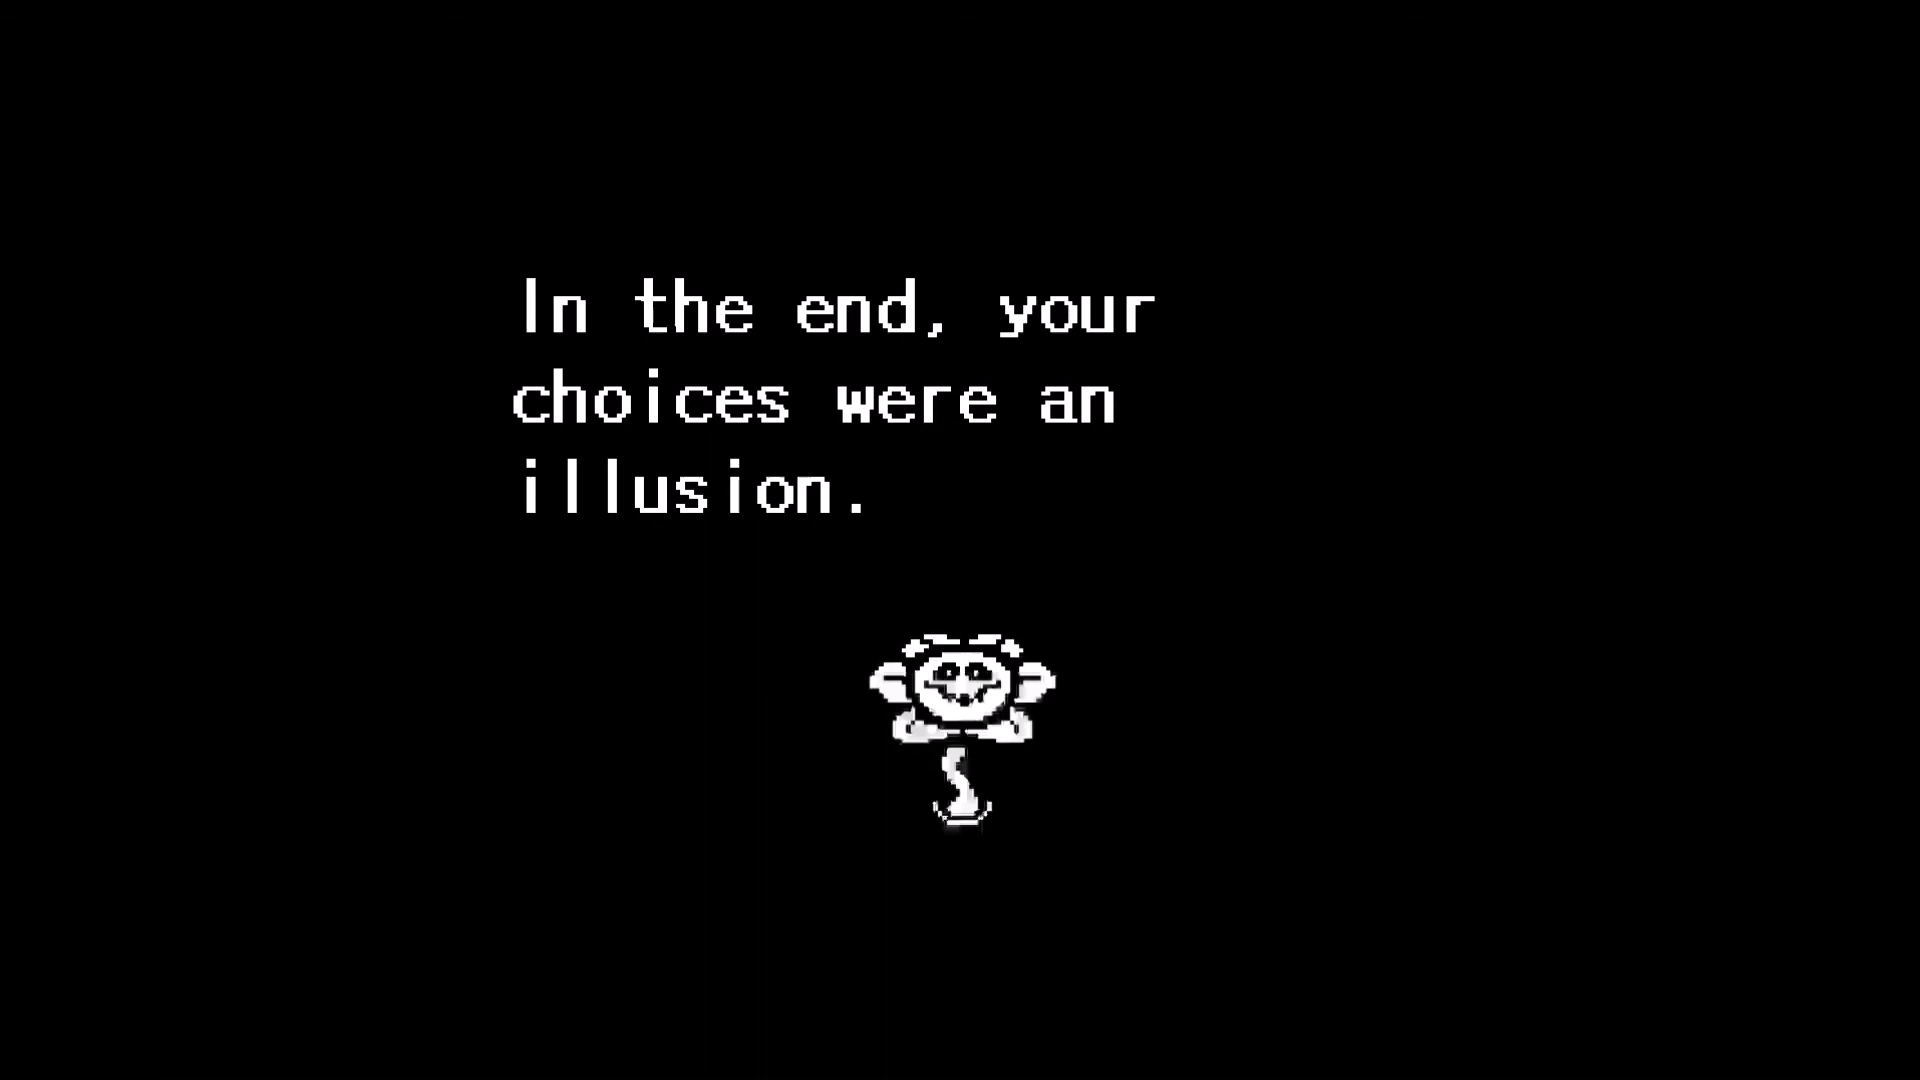 In the end, your
choices were an
illusion.